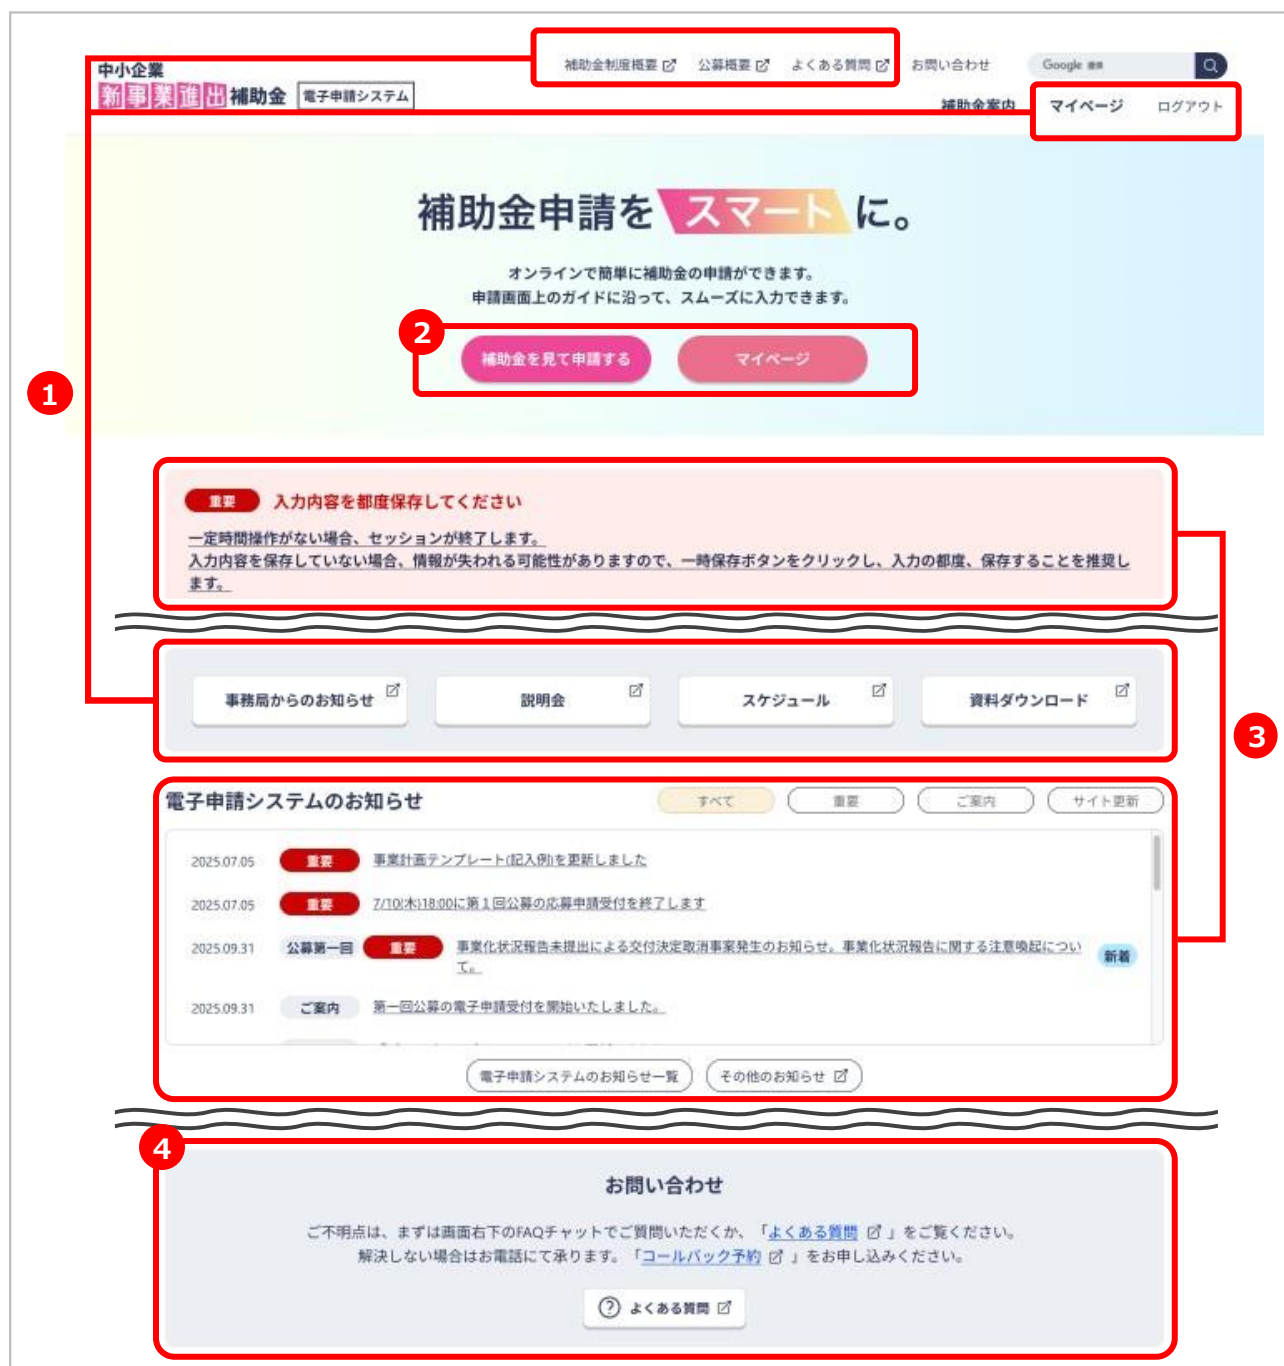 補助金制度概要
公募概要
よくある質問
お問い合わせ
Google
中小企業
新事業進出補助金 電子申請システム
補助金案内
マイページ
ログアウト
補助金申請をスマートに。
オンラインで簡単に補助金の申請ができます。
申請画面上のガイドに沿って、スムーズに入力できます。
2
補助金を見て申請する
マイページ
1
重要 入力内容を都度保存してください
一定時間操作がない場合、セッションが終了します。
入力内容を保存していない場合、情報が失われる可能性がありますので、一時保存ボタンをクリックし、入力の都度、保存することを推奨し
ます。
事務局からのお知らせ
説明会
スケジュール
資料ダウンロード
3
電子申請システムのお知らせ
すべて
重要
ご案内
サイト更新
2025.07.05 重要 事業計画テンプレート(記入例)を更新しました
2025.07.05 重要 7/10(木)18:00に第１回公募の応募申請受付を終了します
2025.09.31 公募第一回 重要 事業化状況報告未提出による交付決定取消事案発生のお知らせ。事業化状況報告に関する注意喚起につい
て。
新着
2025.09.31 ご案内 第一回公募の電子申請受付を開始いたしました。
電子申請システムのお知らせ一覧
その他のお知らせ
4
お問い合わせ
ご不明点は、まずは画面右下のFAQチャットでご質問いただくか、「よくある質問 」をご覧ください。
解決しない場合はお電話にて承ります。「コールバック予約 」をお申し込みください。
よくある質問